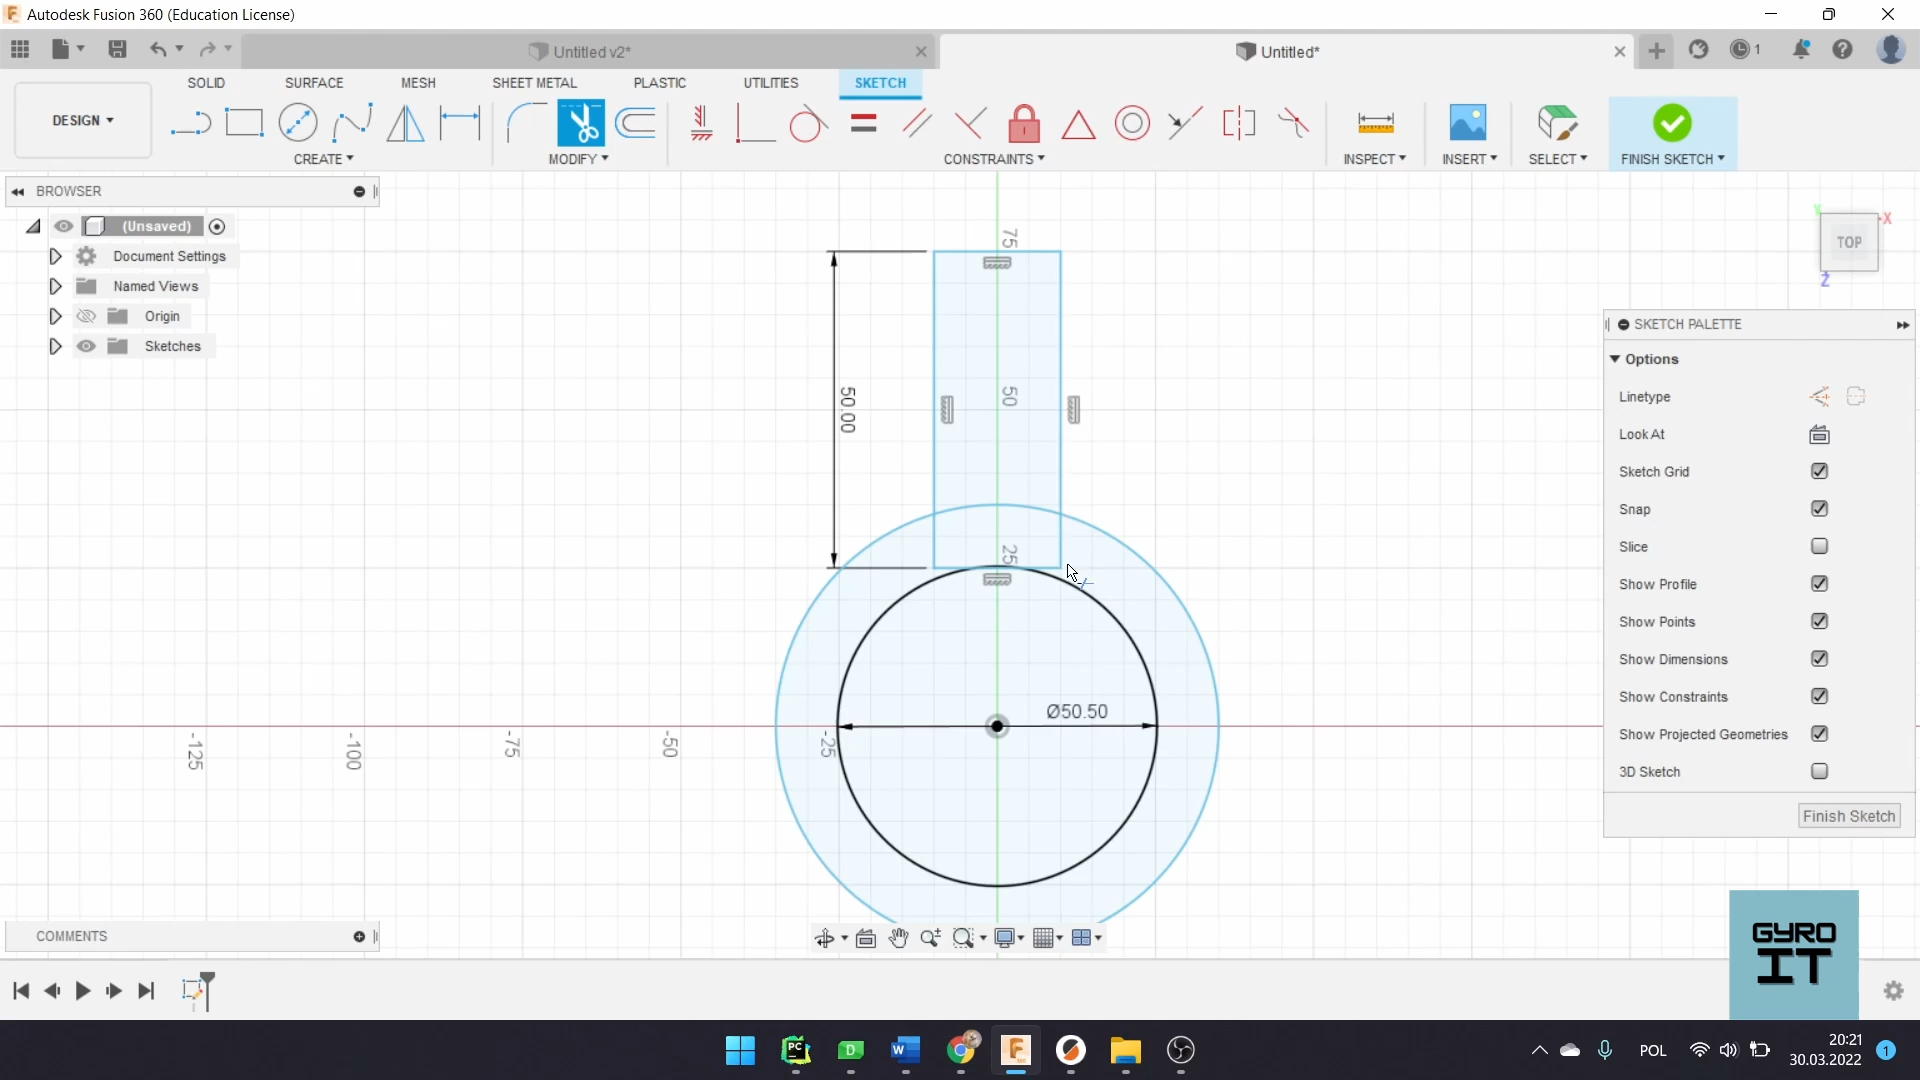 Autodesk Fusion 360 (Education License)
Untitled v2*
Untitled*
1
SOLID
SURFACE
MESH
SHEET METAL
PLASTIC
UTILITIES
SKETCH
DESIGN
CREATE
MODIFY
CONSTRAINTS
INSPECT
INSERT
SELECT
FINISH SKETCH
BROWSER
(Unsaved)
Document Settings
Named Views
Origin
Sketches
TOP
X
Y
Z
75
50
50.00
25
Ø50.50
-125
-100
-75
-50
-25
SKETCH PALETTE
Options
Linetype
Look At
Sketch Grid
Snap
Slice
Show Profile
Show Points
Show Dimensions
Show Constraints
Show Projected Geometries
3D Sketch
Finish Sketch
COMMENTS
GYRO
IT
PC
D
W
F
POL
20:21
30.03.2022
1